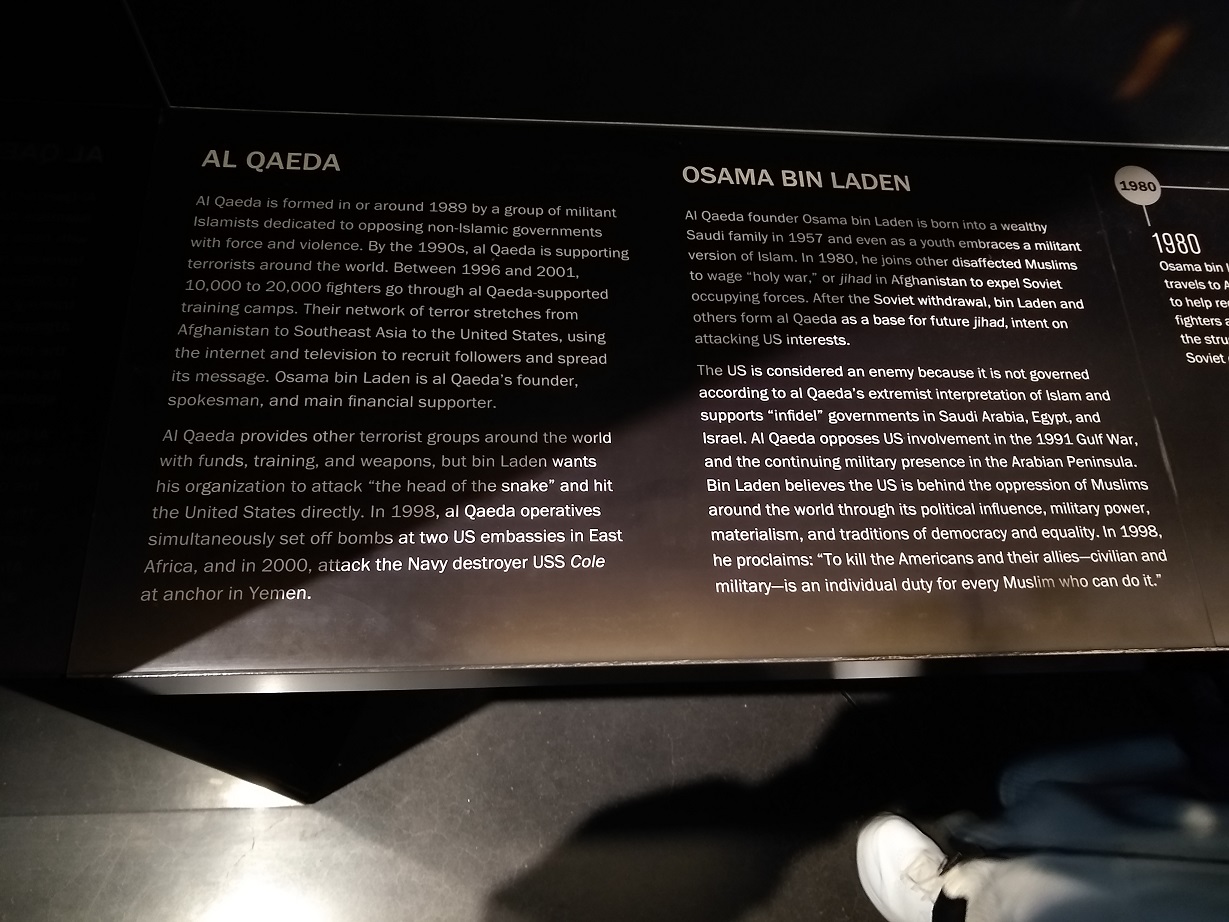 AL QAEDA
Al Qaeda is formed in or around 1989 by a group of militant
Islamists dedicated to opposing non-Islamic governments
with force and violence. By the 1990s, al Qaeda is supporting
terrorists around the world. Between 1996 and 2001,
10,000 to 20,000 fighters go through al Qaeda-supported
training camps. Their network of terror stretches from
Afghanistan to Southeast Asia to the United States, using
the internet and television to recruit followers and spread
its message. Osama bin Laden is al Qaeda's founder,
spokesman, and main financial supporter.
Al Qaeda provides other terrorist groups around the world
with funds, training, and weapons, but bin Laden wants
his organization to attack “the head of the snake” and hit
the United States directly. In 1998, al Qaeda operatives
simultaneously set off bombs at two US embassies in East
Africa, and in 2000, attack the Navy destroyer USS Cole
at anchor in Yemen.
OSAMA BIN LADEN
Al Qaeda founder Osama bin Laden is born into a wealthy
Saudi family in 1957 and even as a youth embraces a militant
version of Islam. In 1980, he joins other disaffected Muslims
to wage “holy war,” or jihad in Afghanistan to expel Soviet
occupying forces. After the Soviet withdrawal, bin Laden and
others form al Qaeda as a base for future jihad, intent on
attacking US interests.
The US is considered an enemy because it is not governed
according to al Qaeda's extremist interpretation of Islam and
supports “infidel” governments in Saudi Arabia, Egypt, and
Israel. Al Qaeda opposes US involvement in the 1991 Gulf War,
and the continuing military presence in the Arabian Peninsula.
Bin Laden believes the US is behind the oppression of Muslims
around the world through its political influence, military power,
materialism, and traditions of democracy and equality. In 1998,
he proclaims: “To kill the Americans and their allies—civilian and
military—is an individual duty for every Muslim who can do it.”
1980
1980
Osama bin
travels to
to help
fighters
the
Soviet